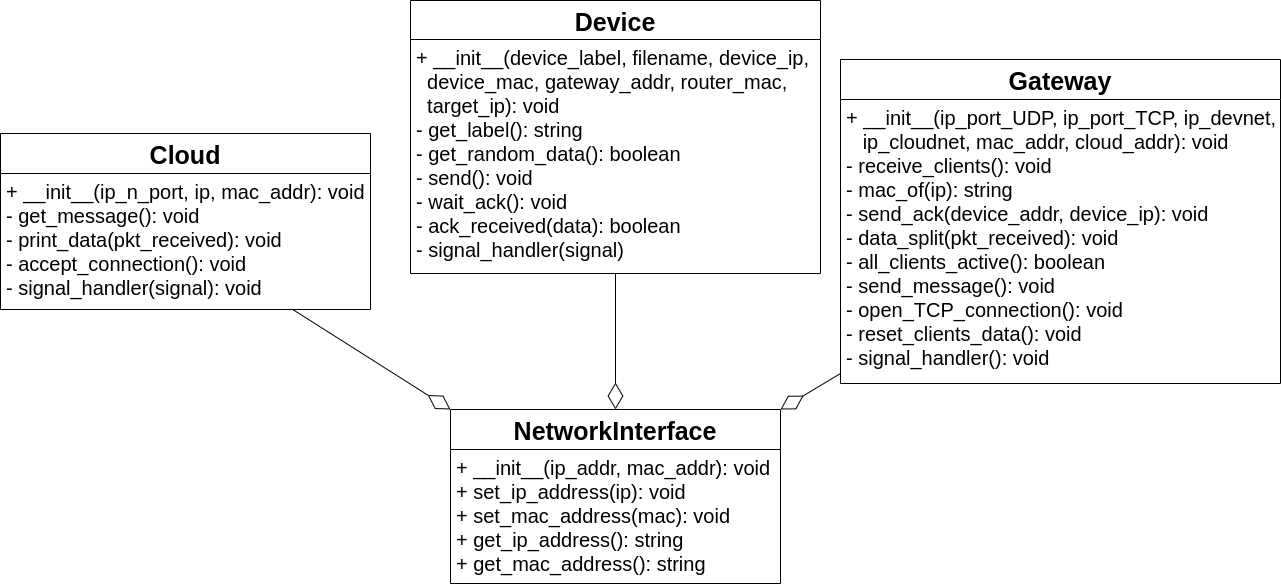 Device
+ __init__(device_label, filename, device_ip,
device_mac, gateway_addr, router_mac,
target_ip): void
- get_label(): string
- get_random_data(): boolean
- send(): void
- wait_ack(): void
- ack_received(data): boolean
- signal_handler(signal)
Gateway
+ __init__(ip_port_UDP, ip_port_TCP, ip_devnet,
ip_cloudnet, mac_addr, cloud_addr): void
- receive_clients(): void
- mac_of(ip): string
- send_ack(device_addr, device_ip): void
- data_split(pkt_received): void
- all_clients_active(): boolean
- send_message(): void
- open_TCP_connection(): void
- reset_clients_data(): void
- signal_handler(): void
Cloud
+ __init__(ip_n_port, ip, mac_addr): void
- get_message(): void
- print_data(pkt_received): void
- accept_connection(): void
- signal_handler(signal): void
NetworkInterface
+ __init__(ip_addr, mac_addr): void
+ set_ip_address(ip): void
+ set_mac_address(mac): void
+ get_ip_address(): string
+ get_mac_address(): string